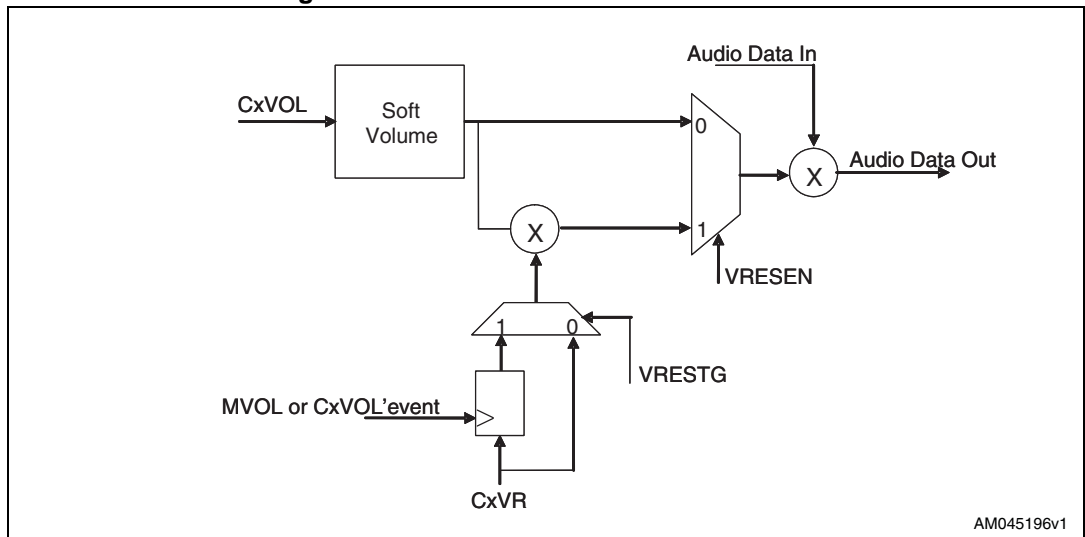 Audio Data In
CxVOL
Soft
Volume
0
X
Audio Data Out
X
1
VRESEN
1
0
VRESTG
MVOL or CxVOL'event
CxVR
AM045196v1